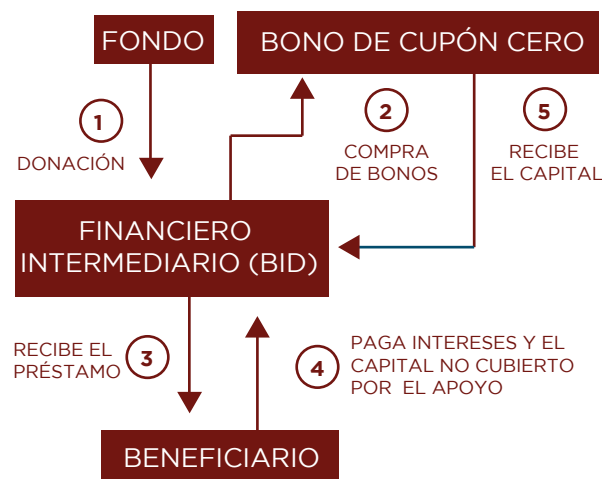 FONDO
BONO DE CUPÓN CERO
1
DONACIÓN
2
COMPRA
DE BONOS
5
RECIBE
EL CAPITAL
FINANCIERO
INTERMEDIARIO (BID)
RECIBE EL
PRÉSTAMO
3
4
PAGA INTERESES Y EL
CAPITAL NO CUBIERTO
POR EL APOYO
BENEFICIARIO